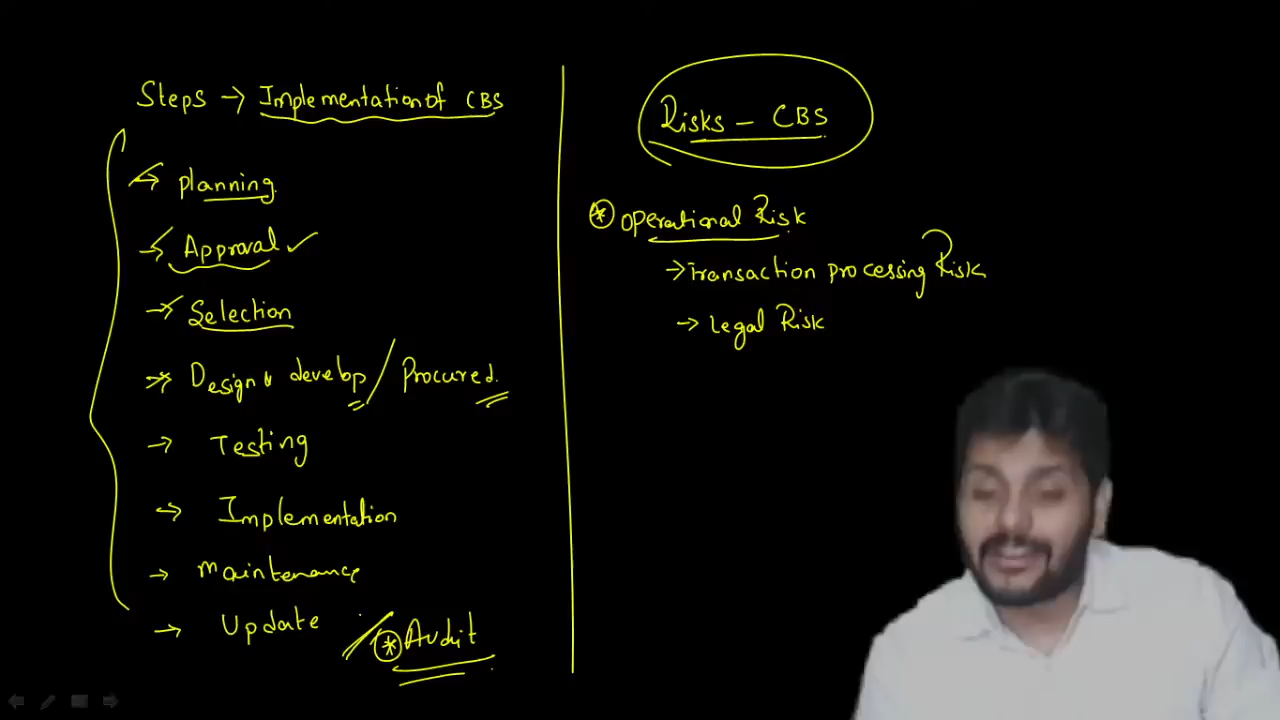 Steps → Implementation of CBS
→ Planning
→ Approval ✓
→ Selection
→ Design & develop / Procured
→ Testing
→ Implementation
→ Maintenance
→ Update
* Audit
Risks - CBS
* Operational Risk
→ Transaction processing Risk
→ Legal Risk